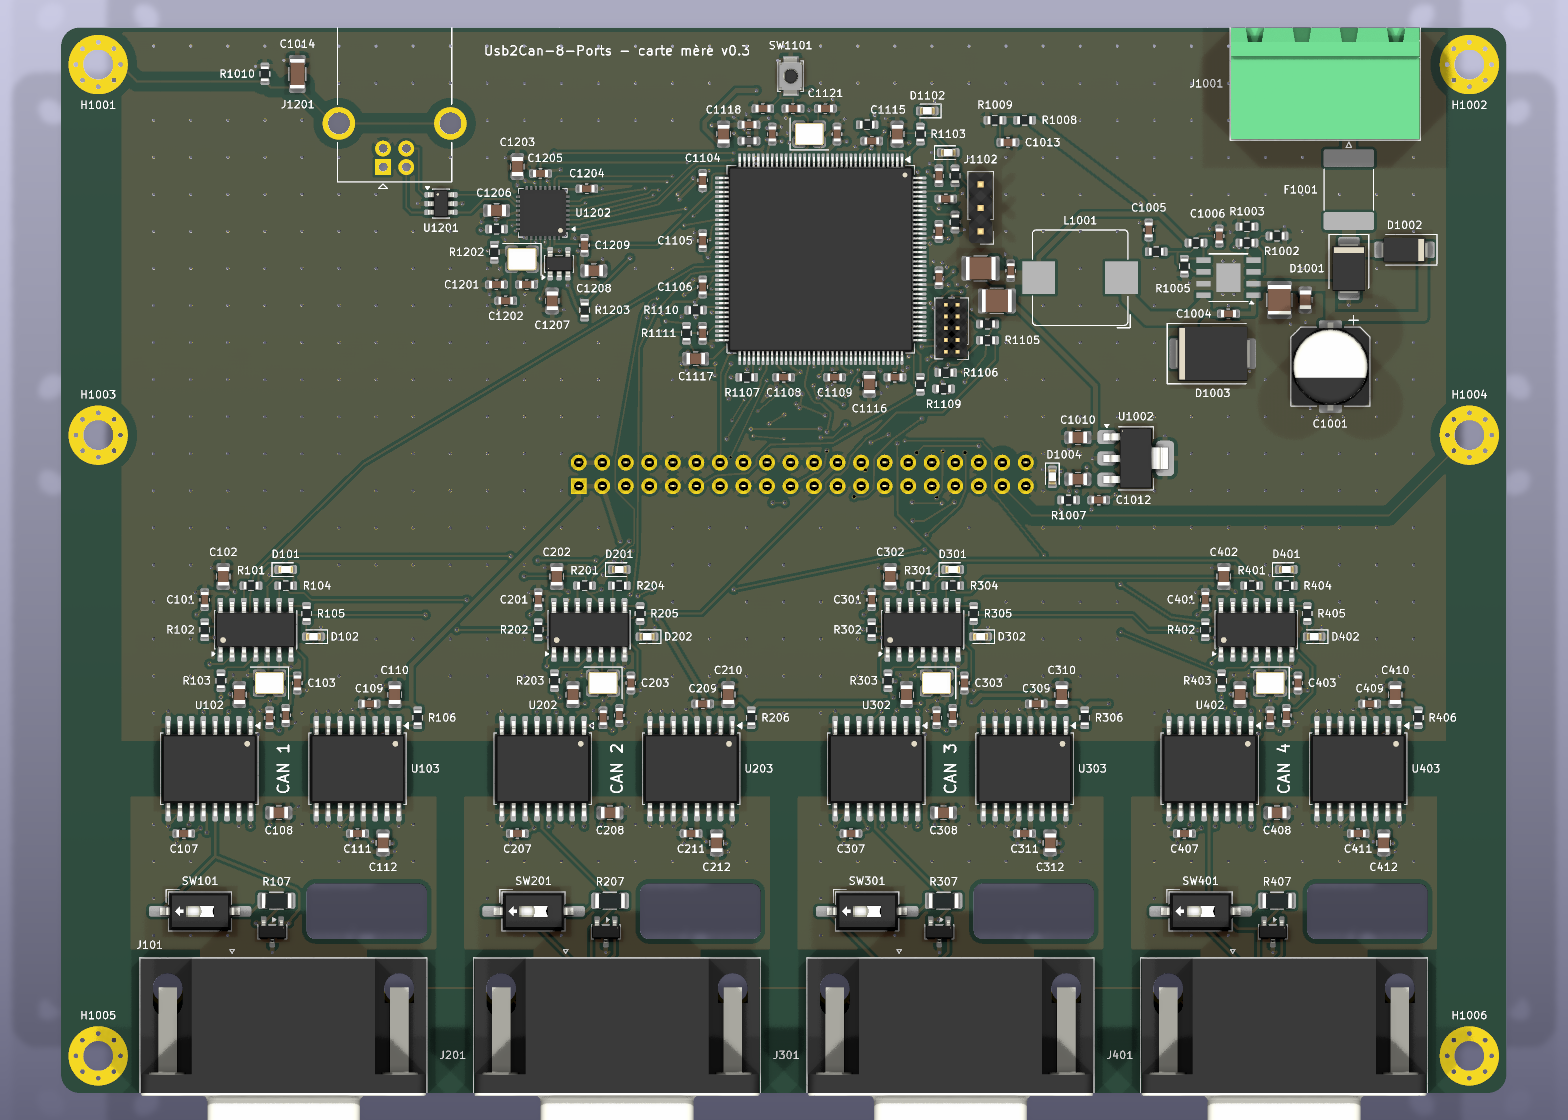 Usb2Can-8-Ports - carte mère v0.3
SW1101
C1014
R1010
J1201
H1001
H1002
J1001
C1121
D1102
C1118
C1115
R1009
R1008
R1103
C1013
C1203
C1205
C1204
C1104
J1102
F1001
C1206
U1202
U1201
C1005
C1006
R1003
L1001
D1002
R1202
C1209
C1105
R1002
D1001
C1201
C1208
C1106
R1005
C1202
C1207
R1203
R1110
R1111
C1004
R1105
C1117
R1107
C1108
C1109
C1116
R1106
R1109
D1003
C1001
H1003
H1004
C1010
U1002
D1004
C1012
R1007
C102
D101
R101
R104
C101
R105
R102
D102
R103
C103
C110
C109
U102
R106
CAN 1
U103
C108
C107
C111
C112
C202
D201
R201
R204
C201
R205
R202
D202
R203
C203
C210
C209
U202
R206
CAN 2
U203
C208
C207
C211
C212
C302
D301
R301
R304
C301
R305
R302
D302
R303
C303
C310
C309
U302
R306
CAN 3
U303
C308
C307
C311
C312
C402
D401
R401
R404
C401
R405
R402
D402
R403
C403
C410
C409
U402
R406
CAN 4
U403
C408
C407
C411
C412
SW101
R107
SW201
R207
SW301
R307
SW401
R407
J101
H1005
J201
J301
J401
H1006